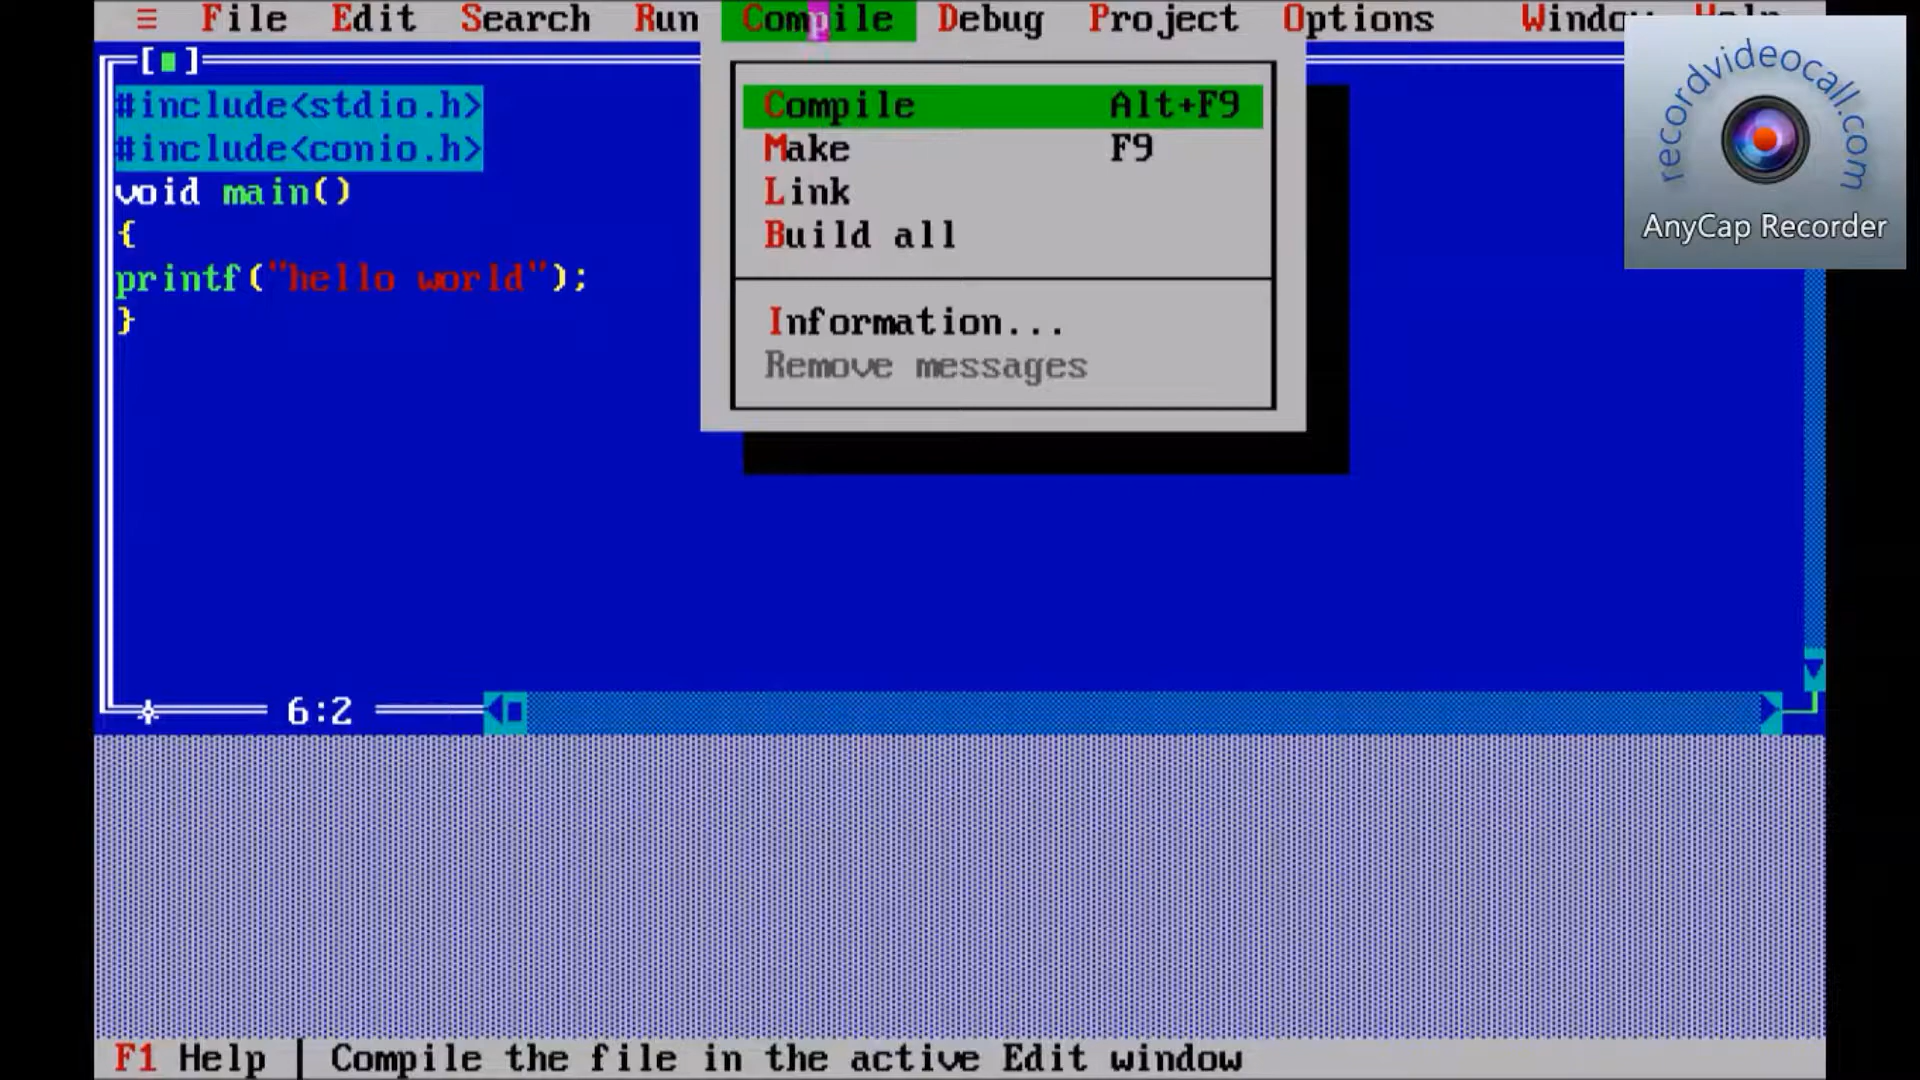 ≡ File Edit Search Run Compile Debug Project Options
[■]
#include<stdio.h>
#include<conio.h>
void main()
{
printf("hello world");
}
Compile Alt+F9
Make F9
Link
Build all
Information...
Remove messages
recordvideocall.com
AnyCap Recorder
6:2
F1 Help | Compile the file in the active Edit window